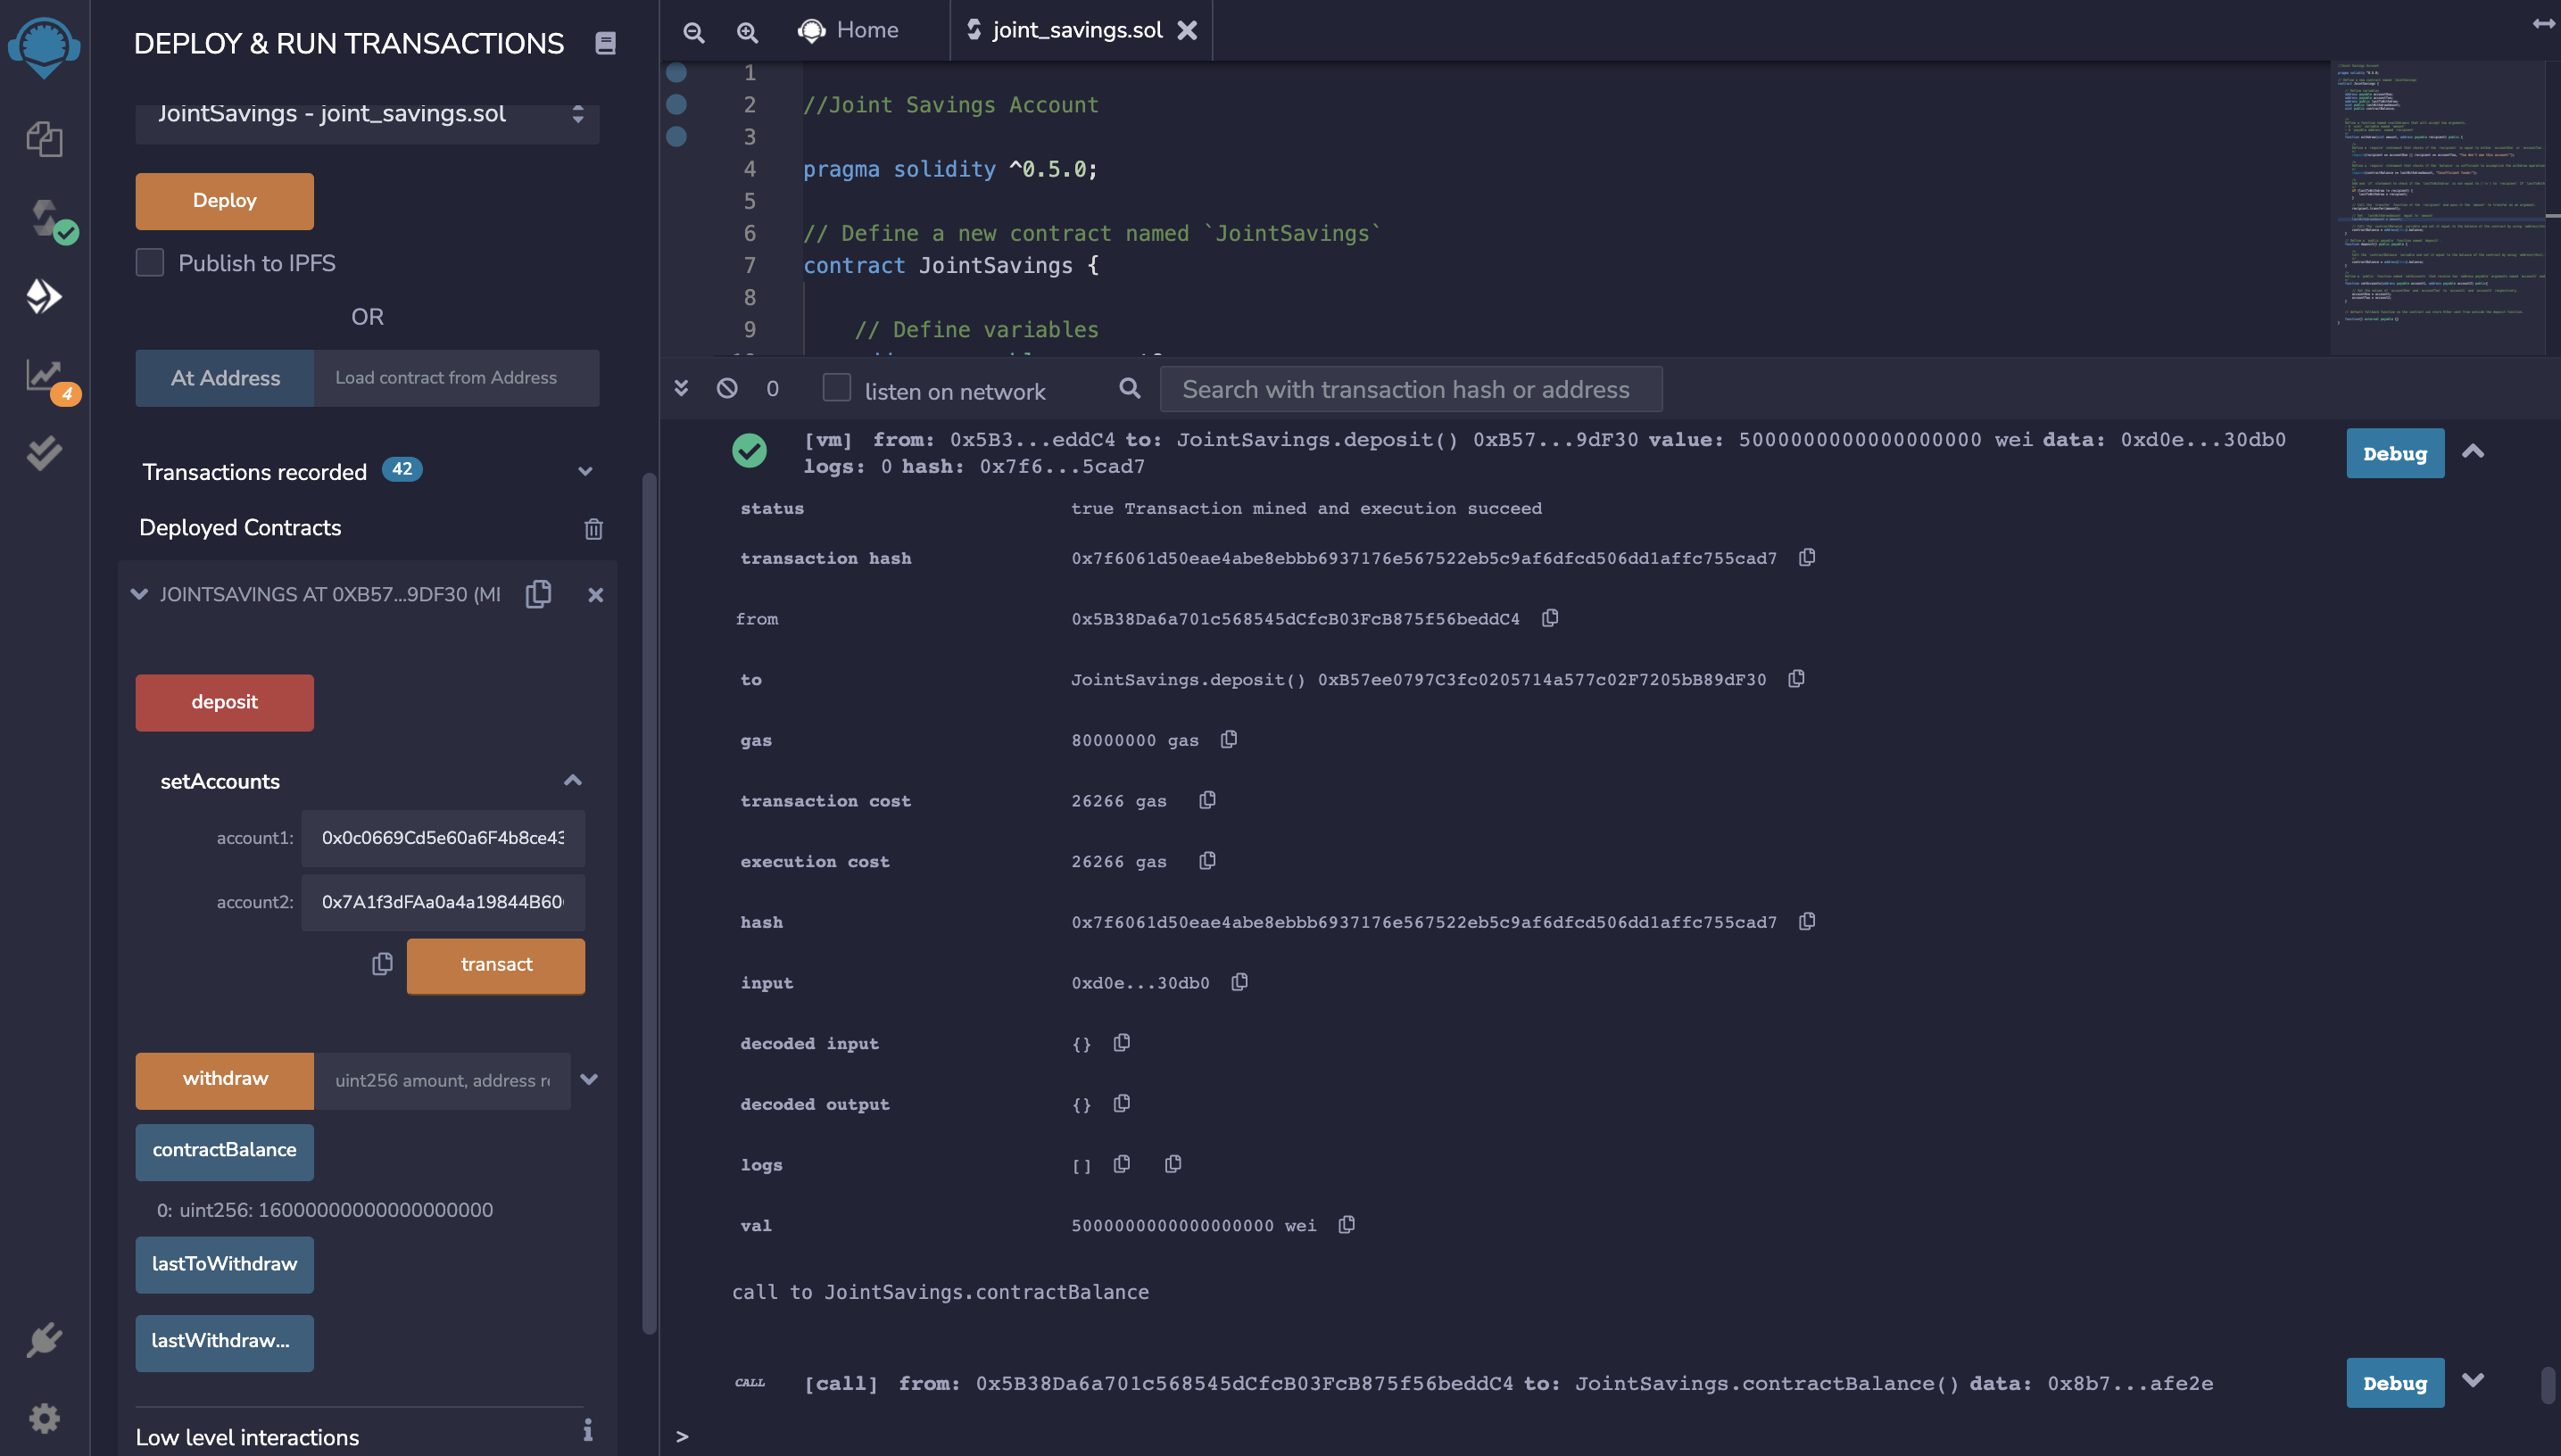 DEPLOY & RUN TRANSACTIONS
JointSavings - joint_savings.sol
Deploy
Publish to IPFS
OR
At Address
Load contract from Address
Transactions recorded 42
Deployed Contracts
JOINTSAVINGS AT 0XB57...9DF30 (MI
deposit
setAccounts
account1: 0x0c0669Cd5e60a6F4b8ce43
account2: 0x7A1f3dFAa0a4a19844B60
transact
withdraw
uint256 amount, address re
contractBalance
0: uint256: 16000000000000000000
lastToWithdraw
lastWithdraw...
Low level interactions
4
Home
joint_savings.sol
1
2 //Joint Savings Account
3
4 pragma solidity ^0.5.0;
5
6 // Define a new contract named `JointSavings`
7 contract JointSavings {
8
9 // Define variables
0
listen on network
Search with transaction hash or address
[vm] from: 0x5B3...eddC4 to: JointSavings.deposit() 0xB57...9dF30 value: 5000000000000000000 wei data: 0xd0e...30db0
logs: 0 hash: 0x7f6...5cad7
Debug
status true Transaction mined and execution succeed
transaction hash 0x7f6061d50eae4abe8ebbb6937176e567522eb5c9af6dfcd506dd1affc755cad7
from 0x5B38Da6a701c568545dCfcB03FcB875f56beddC4
to JointSavings.deposit() 0xB57ee0797C3fc0205714a577c02F7205bB89dF30
gas 80000000 gas
transaction cost 26266 gas
execution cost 26266 gas
hash 0x7f6061d50eae4abe8ebbb6937176e567522eb5c9af6dfcd506dd1affc755cad7
input 0xd0e...30db0
decoded input {}
decoded output {}
logs []
val 5000000000000000000 wei
call to JointSavings.contractBalance
CALL
[call] from: 0x5B38Da6a701c568545dCfcB03FcB875f56beddC4 to: JointSavings.contractBalance() data: 0x8b7...afe2e
Debug
>